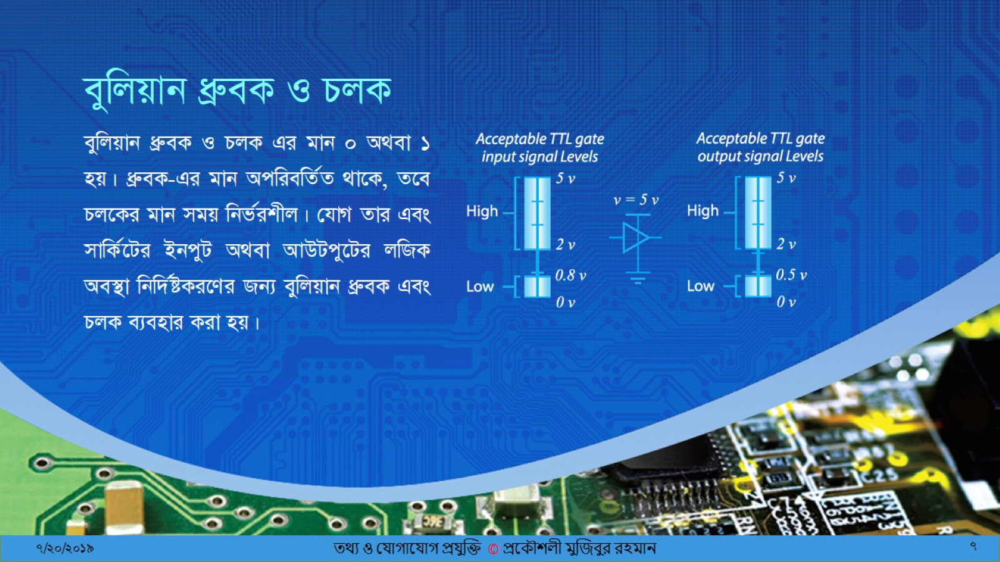 বুলিয়ান ধ্রুবক ও চলক
বুলিয়ান ধ্রুবক ও চলক এর মান ০ অথবা ১
হয়। ধ্রুবক-এর মান অপরিবর্তিত থাকে, তবে
চলকের মান সময় নির্ভরশীল। যোগ তার এবং
সার্কিটের ইনপুট অথবা আউটপুটের লজিক
অবস্থা নির্দিষ্টকরণের জন্য বুলিয়ান ধ্রুবক এবং
চলক ব্যবহার করা হয়।
Acceptable TTL gate
input signal Levels
5 v
High
2 v
0.8 v
Low
0 v
v = 5 v
Acceptable TTL gate
output signal Levels
5 v
High
2 v
0.5 v
Low
0 v
C25
৭/২০/২০১৯
তথ্য ও যোগাযোগ প্রযুক্তি © প্রকৌশলী মুজিবুর রহমান
৭